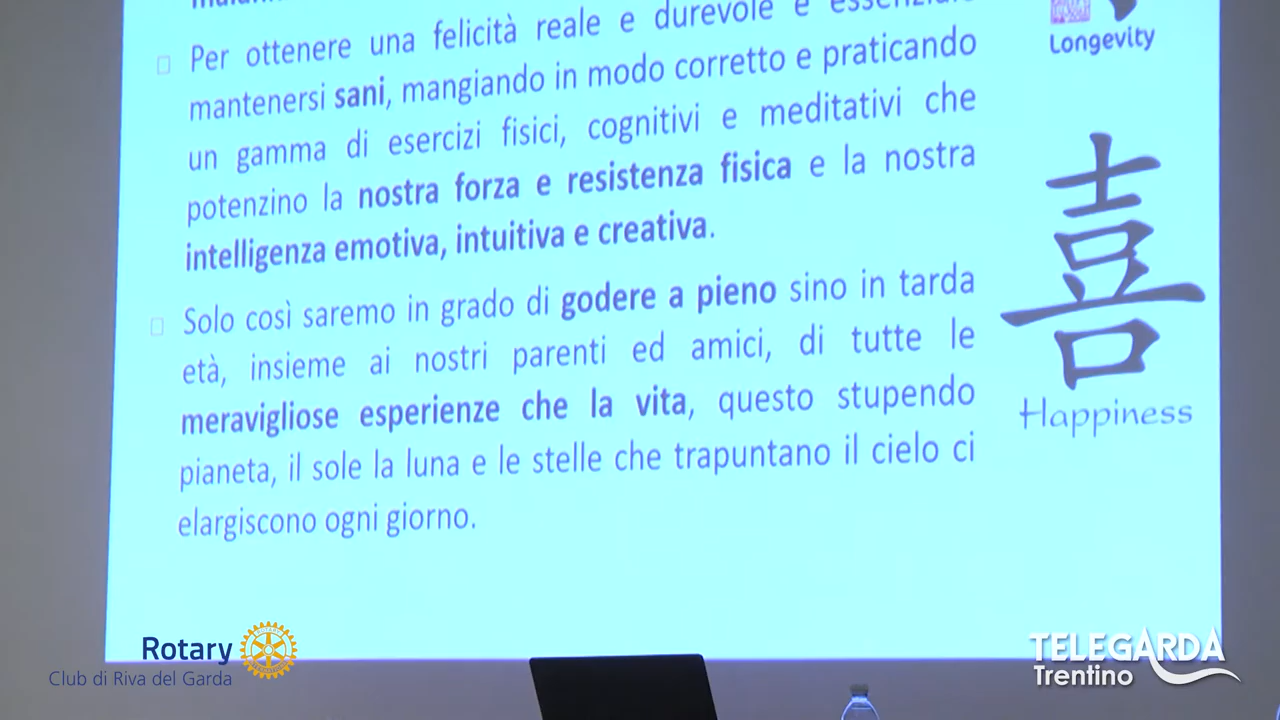 Per ottenere una felicità reale e durevole è
mantenersi sani, mangiando in modo corretto e praticando
un gamma di esercizi fisici, cognitivi e meditativi che
potenzino la nostra forza e resistenza fisica e la nostra
intelligenza emotiva, intuitiva e creativa.
Solo così saremo in grado di godere a pieno sino in tarda
età, insieme ai nostri parenti ed amici, di tutte le
meravigliose esperienze che la vita, questo stupendo
pianeta, il sole la luna e le stelle che trapuntano il cielo ci
elargiscono ogni giorno.
Longevity
喜
Happiness
Rotary
Club di Riva del Garda
TELEGARDA
Trentino